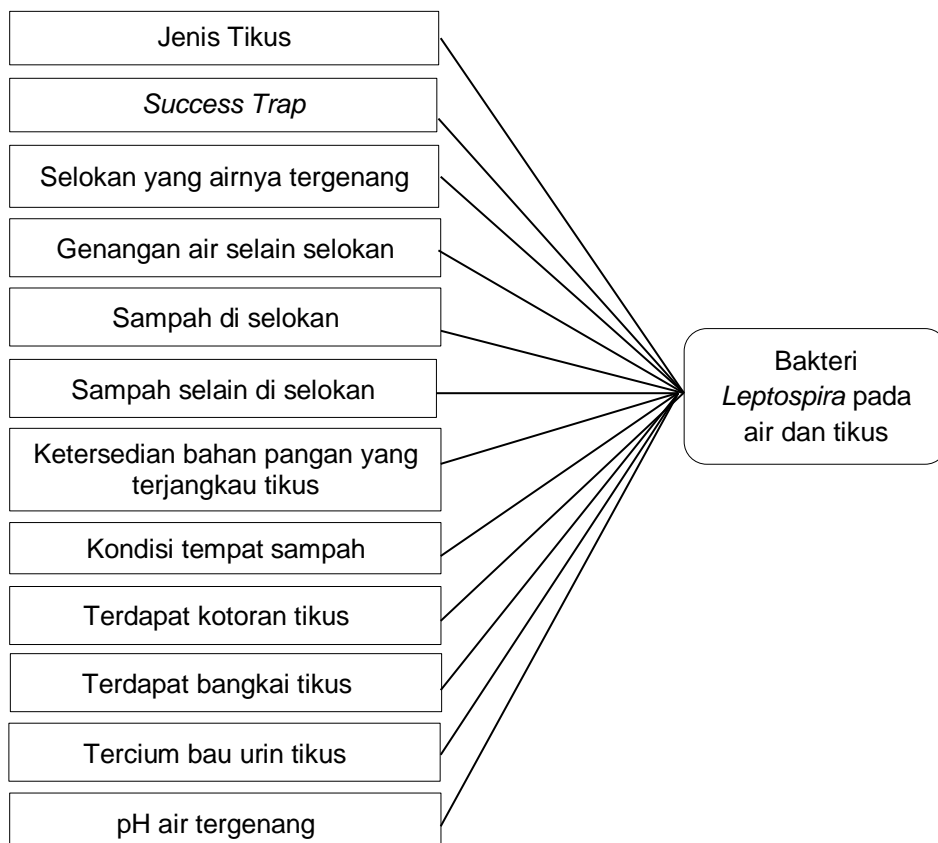 Jenis Tikus
Success Trap
Selokan yang airnya tergenang
Genangan air selain selokan
Sampah di selokan
Sampah selain di selokan
Ketersedian bahan pangan yang
terjangkau tikus
Kondisi tempat sampah
Terdapat kotoran tikus
Terdapat bangkai tikus
Tercium bau urin tikus
pH air tergenang
Bakteri
Leptospira pada
air dan tikus